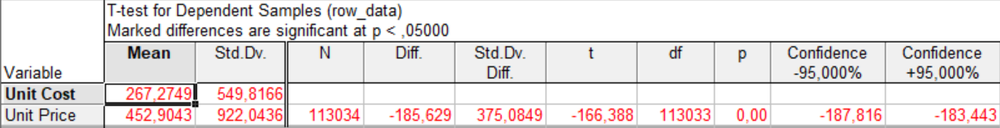 T-test for Dependent Samples (row_data)
Marked differences are significant at p < ,05000
Variable Mean Std.Dv. N Diff. Std.Dv. Diff. t df p Confidence -95,000% Confidence +95,000%
Unit Cost 267,2749 549,8166
Unit Price 452,9043 922,0436 113034 -185,629 375,0849 -166,388 113033 0,00 -187,816 -183,443